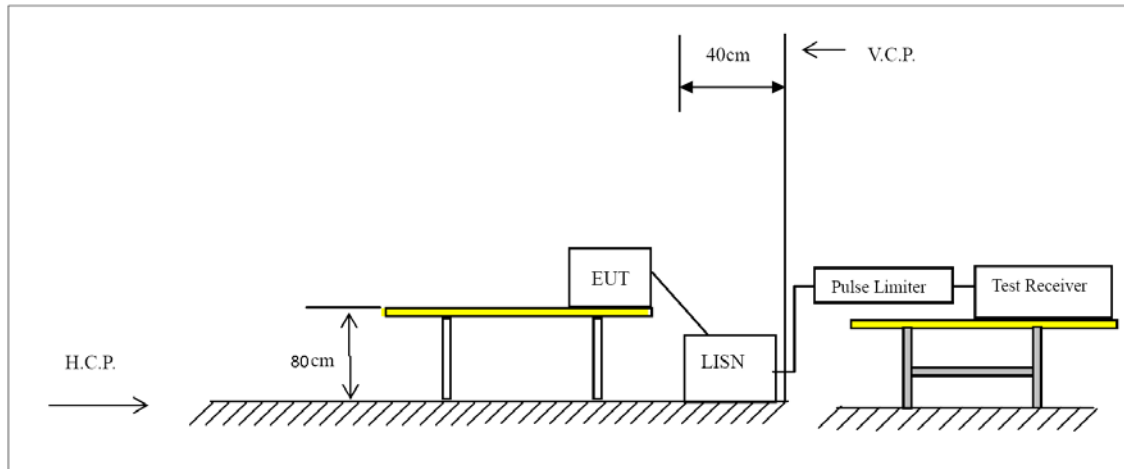 40cm
V.C.P.
EUT
Pulse Limiter
Test Receiver
H.C.P.
80cm
LISN